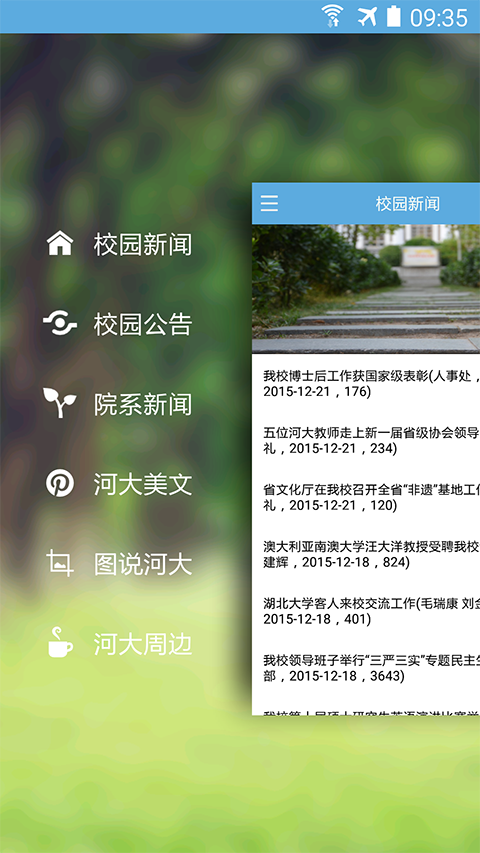 09:35
校园新闻
校园公告
院系新闻
河大美文
图说河大
河大周边
校园新闻
我校博士后工作获国家级表彰(人事处，
2015-12-21，176)
五位河大教师走上新一届省级协会领导
礼，2015-12-21，234)
省文化厅在我校召开全省“非遗”基地工作
礼，2015-12-21，120)
澳大利亚南澳大学汪大洋教授受聘我校
建辉，2015-12-18，824)
湖北大学客人来校交流工作(毛瑞康 刘金
2015-12-18，401)
我校领导班子举行“三严三实”专题民主生
部，2015-12-18，3643)